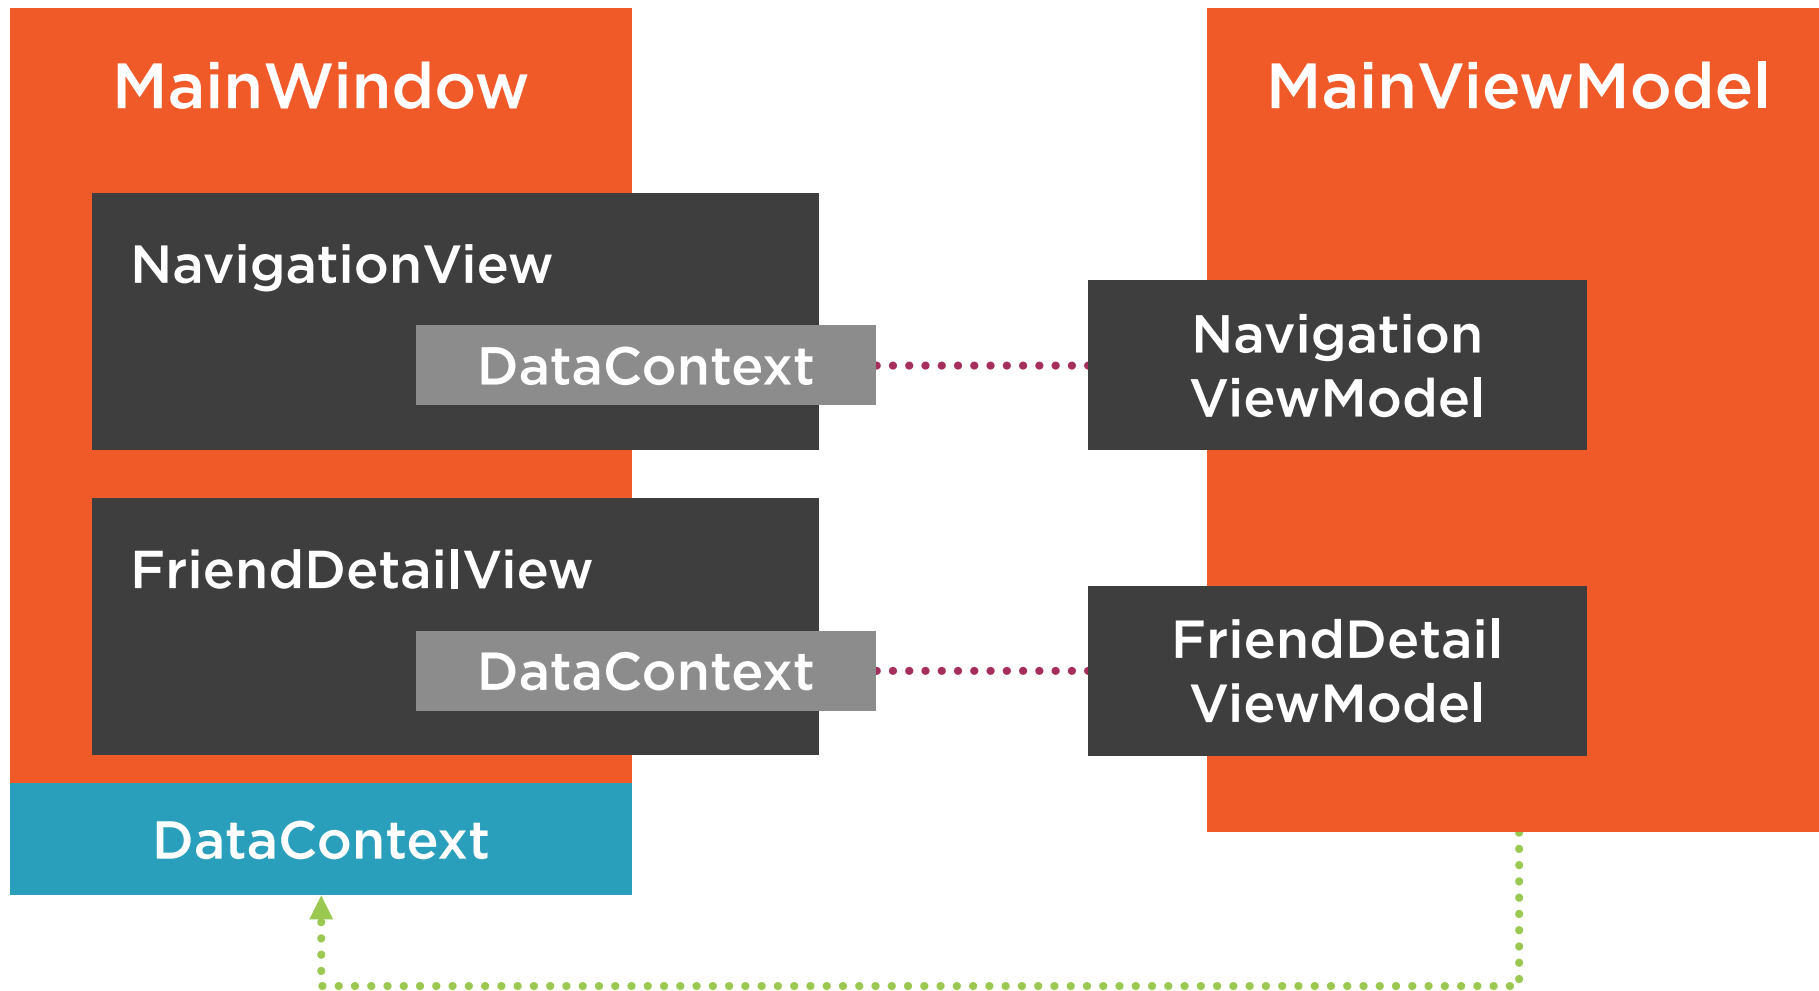 MainWindow
NavigationView
DataContext
FriendDetailView
DataContext
DataContext
MainViewModel
Navigation
ViewModel
FriendDetail
ViewModel